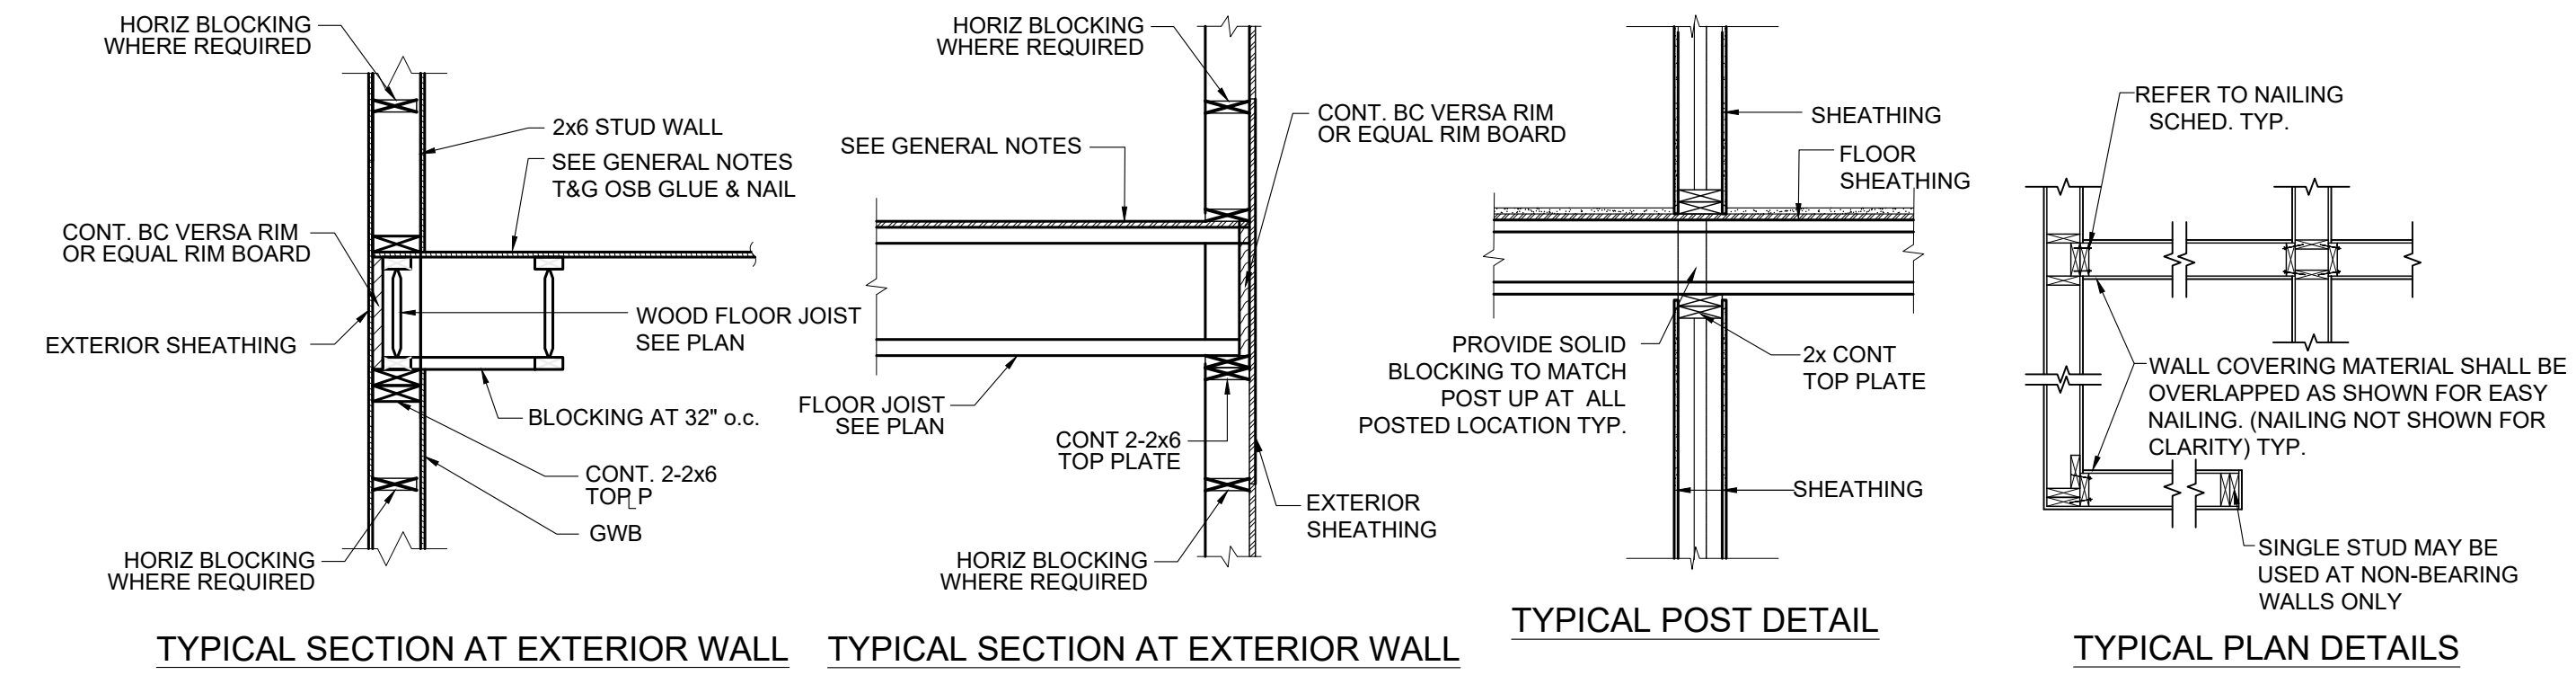 HORIZ BLOCKING
WHERE REQUIRED
2x6 STUD WALL
SEE GENERAL NOTES
T&G OSB GLUE & NAIL
CONT. BC VERSA RIM
OR EQUAL RIM BOARD
WOOD FLOOR JOIST
SEE PLAN
EXTERIOR SHEATHING
BLOCKING AT 32" o.c.
CONT. 2-2x6
TOP P
GWB
HORIZ BLOCKING
WHERE REQUIRED
TYPICAL SECTION AT EXTERIOR WALL
HORIZ BLOCKING
WHERE REQUIRED
CONT. BC VERSA RIM
OR EQUAL RIM BOARD
SEE GENERAL NOTES
FLOOR JOIST
SEE PLAN
CONT 2-2x6
TOP PLATE
EXTERIOR
SHEATHING
HORIZ BLOCKING
WHERE REQUIRED
TYPICAL SECTION AT EXTERIOR WALL
SHEATHING
FLOOR
SHEATHING
PROVIDE SOLID
BLOCKING TO MATCH
POST UP AT ALL
POSTED LOCATION TYP.
2x CONT
TOP PLATE
SHEATHING
TYPICAL POST DETAIL
REFER TO NAILING
SCHED. TYP.
WALL COVERING MATERIAL SHALL BE
OVERLAPPED AS SHOWN FOR EASY
NAILING. (NAILING NOT SHOWN FOR
CLARITY) TYP.
SINGLE STUD MAY BE
USED AT NON-BEARING
WALLS ONLY
TYPICAL PLAN DETAILS